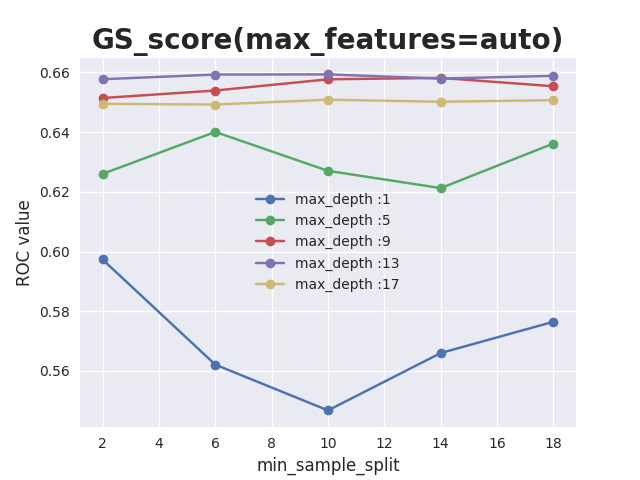 GS_score(max_features=auto)
ROC value
0.66
0.64
0.62
0.60
0.58
0.56
max_depth :1
max_depth :5
max_depth :9
max_depth :13
max_depth :17
2 4 6 8 10 12 14 16 18
min_sample_split